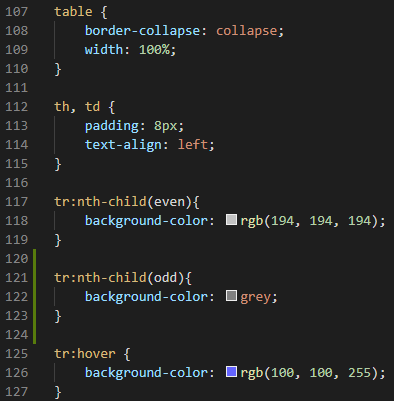 107 table {
108     border-collapse: collapse;
109     width: 100%;
110 }
111
112 th, td {
113     padding: 8px;
114     text-align: left;
115 }
116
117 tr:nth-child(even){
118     background-color: rgb(194, 194, 194);
119 }
120
121 tr:nth-child(odd){
122     background-color: grey;
123 }
124
125 tr:hover {
126     background-color: rgb(100, 100, 255);
127 }